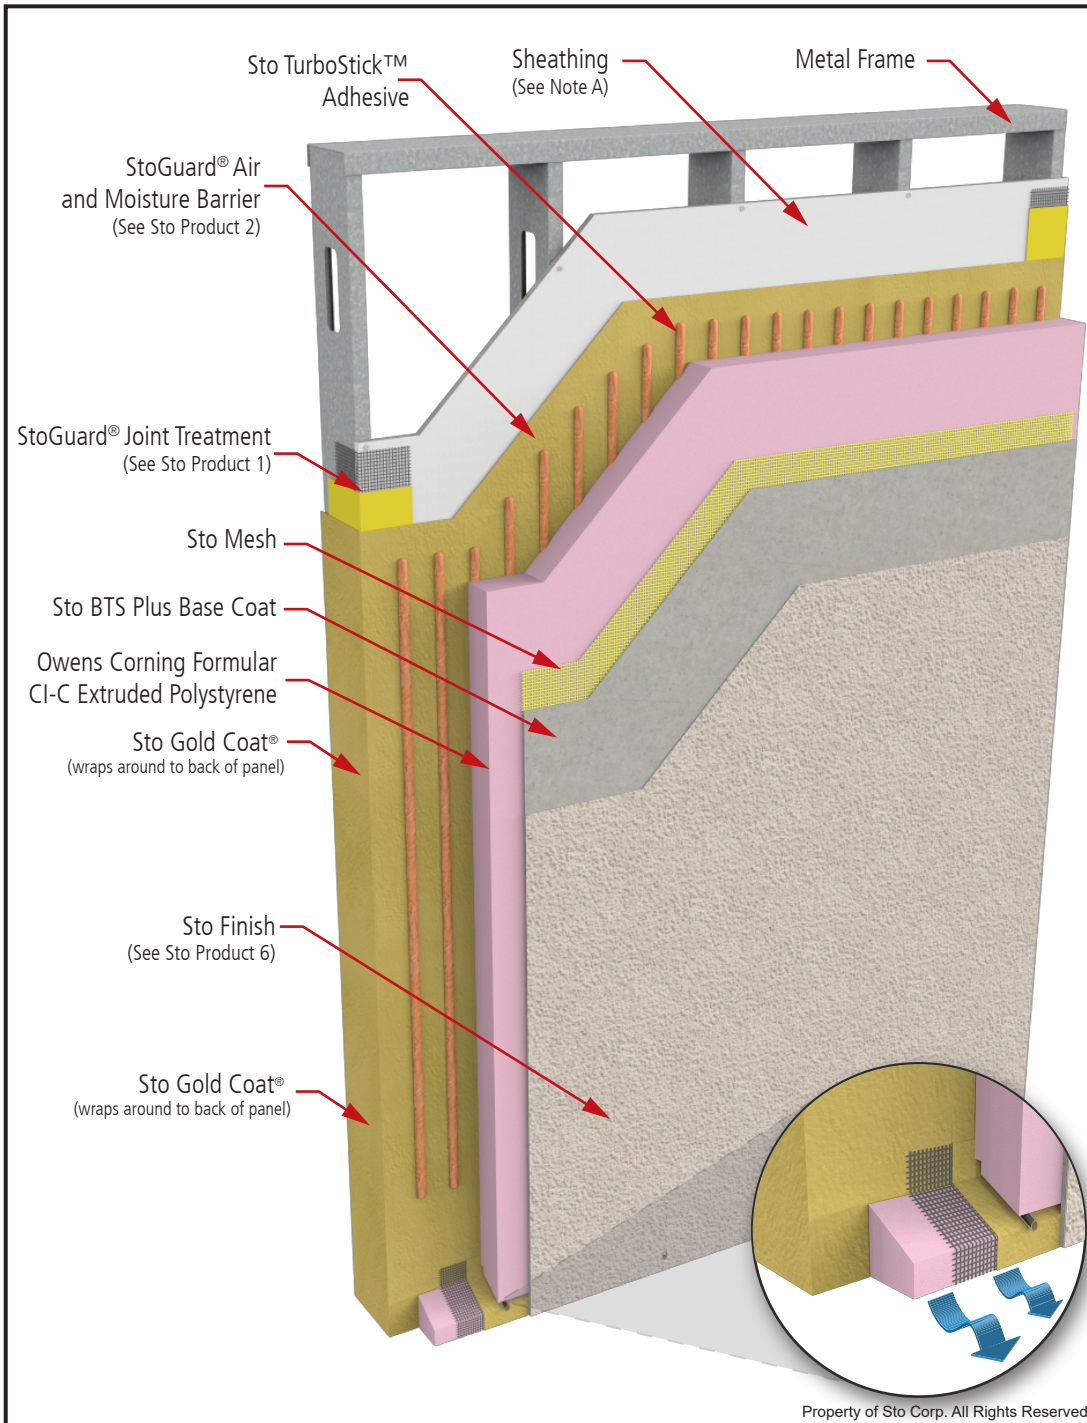 Sto TurboStick™
Adhesive
Sheathing
(See Note A)
Metal Frame
StoGuard® Air
and Moisture Barrier
(See Sto Product 2)
StoGuard® Joint Treatment
(See Sto Product 1)
Sto Mesh
Sto BTS Plus Base Coat
Owens Corning Formular
CI-C Extruded Polystyrene
Sto Gold Coat®
(wraps around to back of panel)
Sto Finish
(See Sto Product 6)
Sto Gold Coat®
(wraps around to back of panel)
Property of Sto Corp. All Rights Reserved